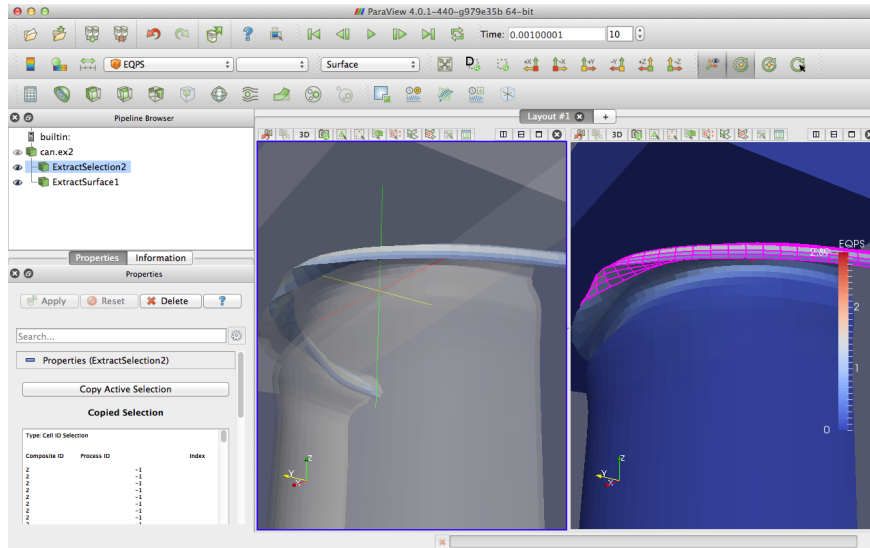 ParaView 4.0.1-440-g979e35b 64-bit
Time: 0.00100001 10
EQPS Surface
Pipeline Browser
Layout #1
builtin:
can.ex2
ExtractSelection2
ExtractSurface1
3D
3D
Properties Information
Properties
Apply Reset Delete ?
Search...
Properties (ExtractSelection2)
Copy Active Selection
Copied Selection
Type: Cell ID Selection
Composite ID Process ID Index
2 -1
2 -1
2 -1
2 -1
2 -1
2 -1
2 -1
EQPS
2
1
0
Z
Y
X
Z
Y
X